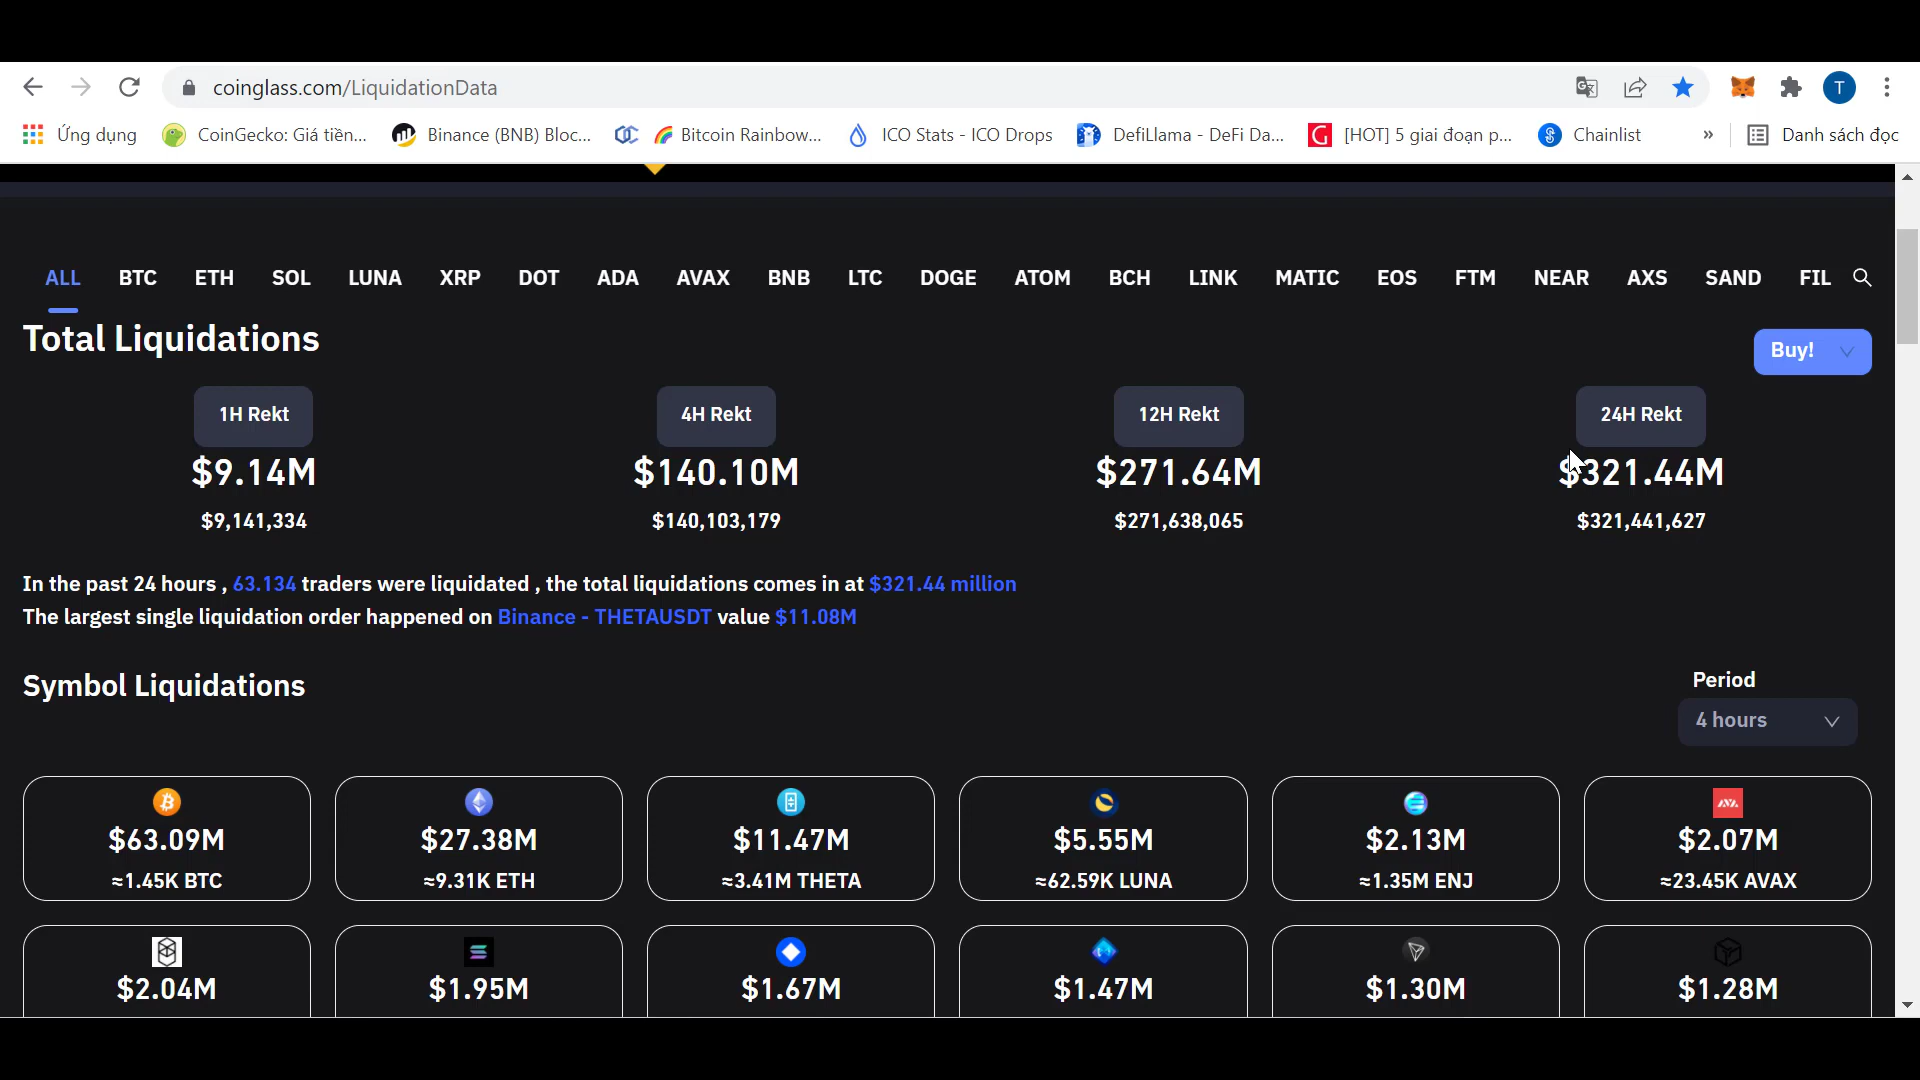 coinglass.com/LiquidationData
T
Ứng dụng
CoinGecko: Giá tiền...
Binance (BNB) Bloc...
Bitcoin Rainbow...
ICO Stats - ICO Drops
DefiLlama - DeFi Da...
[HOT] 5 giai đoạn p...
Chainlist
»
Danh sách đọc
ALL BTC ETH SOL LUNA XRP DOT ADA AVAX BNB LTC DOGE ATOM BCH LINK MATIC EOS FTM NEAR AXS SAND FIL
Total Liquidations
Buy!
1H Rekt 4H Rekt 12H Rekt 24H Rekt
$9.14M $140.10M $271.64M $321.44M
$9,141,334 $140,103,179 $271,638,065 $321,441,627
In the past 24 hours , 63.134 traders were liquidated , the total liquidations comes in at $321.44 million
The largest single liquidation order happened on Binance - THETAUSDT value $11.08M
Symbol Liquidations
Period
4 hours
$63.09M $27.38M $11.47M $5.55M $2.13M $2.07M
≈1.45K BTC ≈9.31K ETH ≈3.41M THETA ≈62.59K LUNA ≈1.35M ENJ ≈23.45K AVAX
$2.04M $1.95M $1.67M $1.47M $1.30M $1.28M